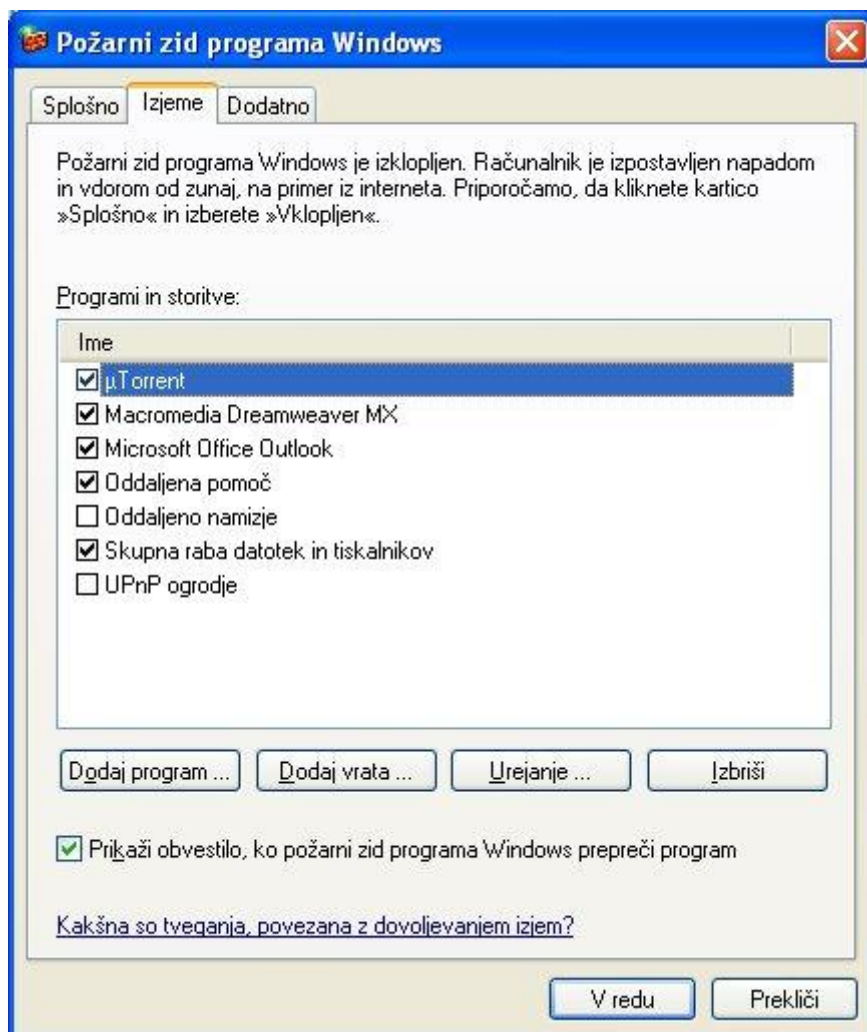 Požarni zid programa Windows
Splošno
Izjeme
Dodatno
Požarni zid programa Windows je izklopljen. Računalnik je izpostavljen napadom
in vdorom od zunaj, na primer iz interneta. Priporočamo, da kliknete kartico
»Splošno« in izberete »Vklopljen«.
Programi in storitve:
Ime
µTorrent
Macromedia Dreamweaver MX
Microsoft Office Outlook
Oddaljena pomoč
Oddaljeno namizje
Skupna raba datotek in tiskalnikov
UPnP ogrodje
Dodaj program ...
Dodaj vrata ...
Urejanje ...
Izbriši
Prikaži obvestilo, ko požarni zid programa Windows prepreči program
Kakšna so tveganja, povezana z dovoljevanjem izjem?
V redu
Prekliči